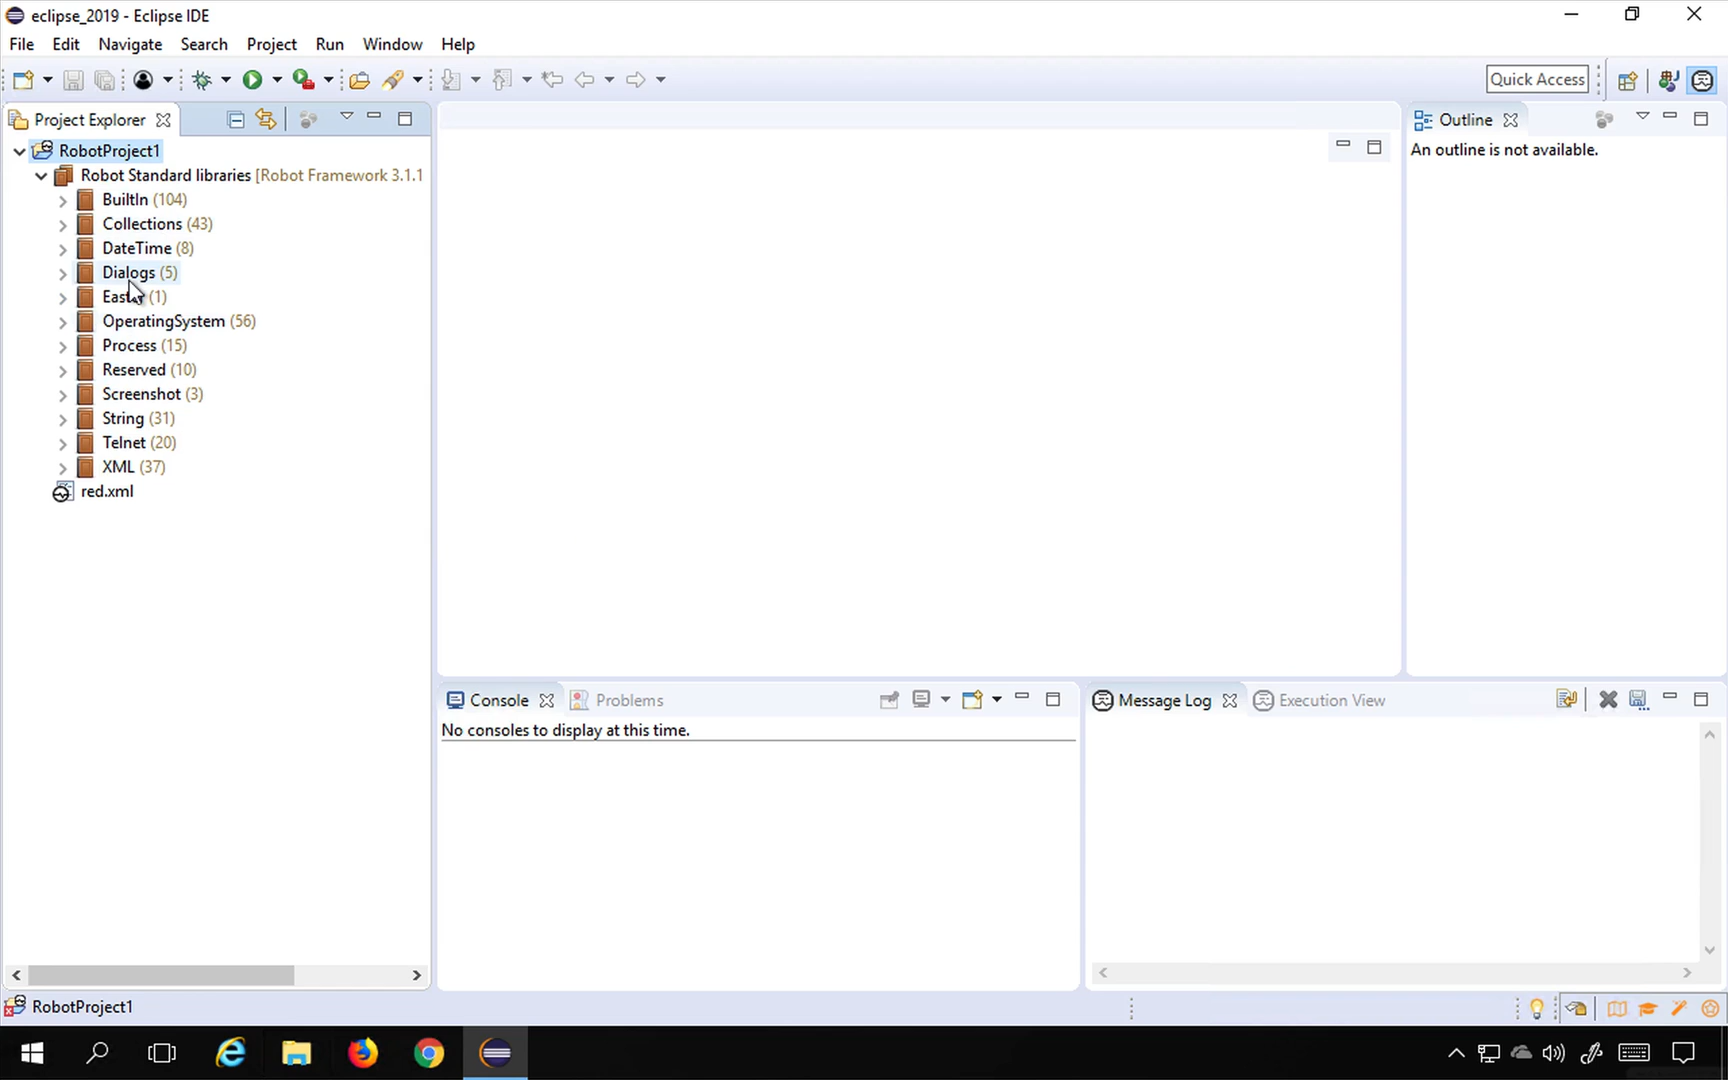 eclipse_2019 - Eclipse IDE
File Edit Navigate Search Project Run Window Help
Quick Access
Project Explorer
RobotProject1
Robot Standard libraries [Robot Framework 3.1.1
BuiltIn (104)
Collections (43)
DateTime (8)
Dialogs (5)
(1)
OperatingSystem (56)
Process (15)
Reserved (10)
Screenshot (3)
String (31)
Telnet (20)
XML (37)
red.xml
Outline
An outline is not available.
Console Problems
No consoles to display at this time.
Message Log Execution View
RobotProject1